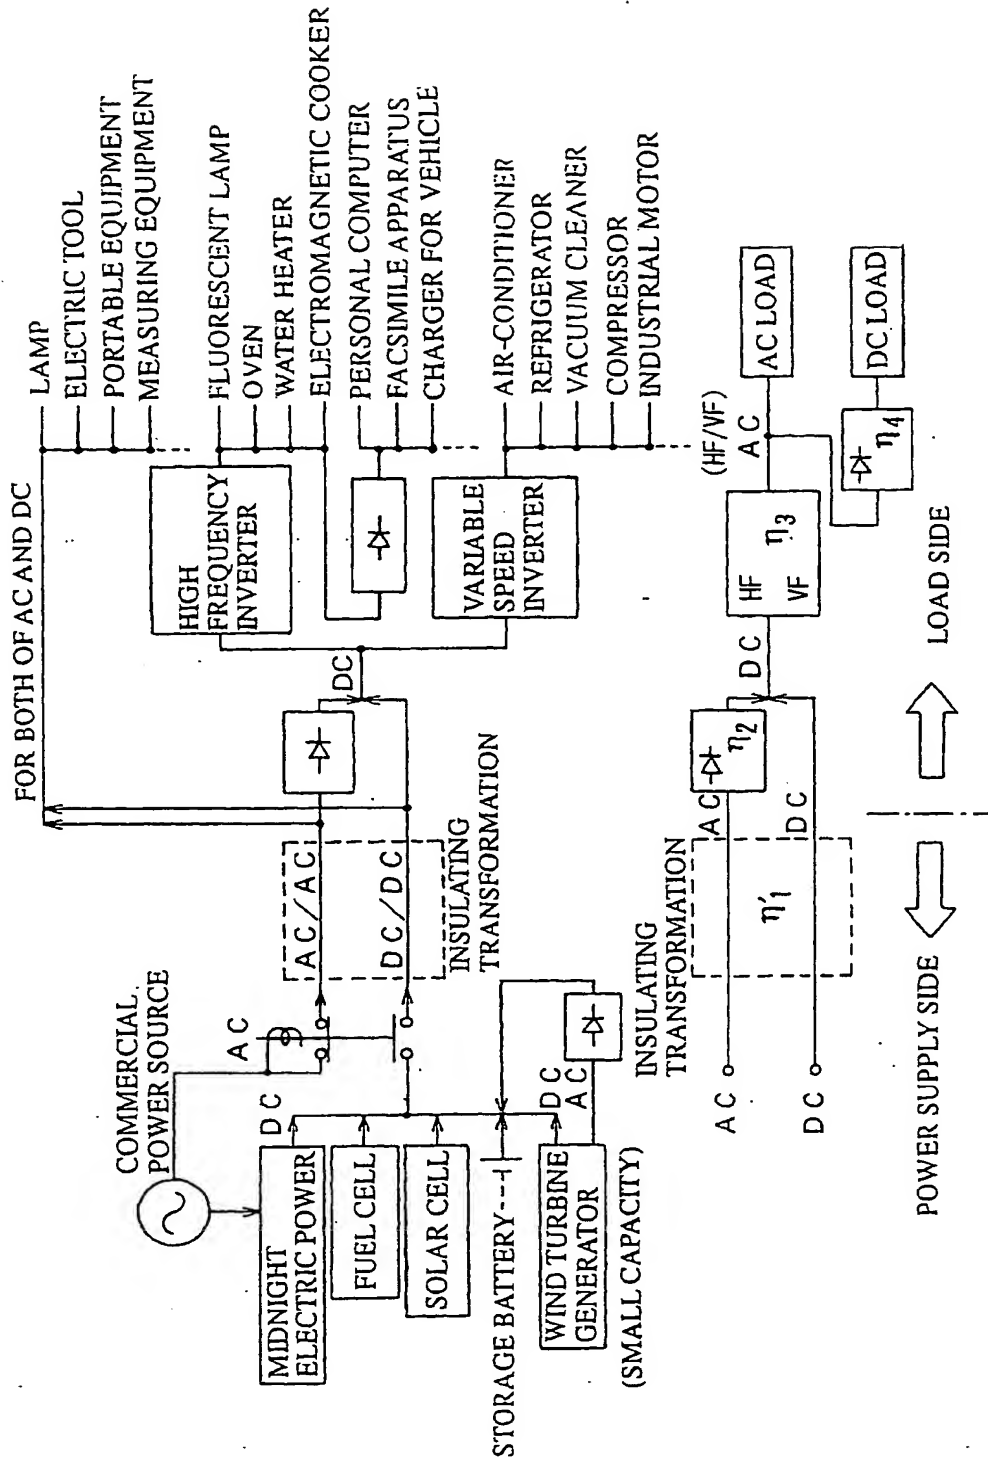 COMMERCIAL
POWER SOURCE
MIDNIGHT
ELECTRIC POWER
FUEL CELL
SOLAR CELL
STORAGE BATTERY
WIND TURBINE
GENERATOR
(SMALL CAPACITY)
DC
AC
DC
AC
AC/AC
DC/DC
INSULATING
TRANSFORMATION
FOR BOTH OF AC AND DC
DC
HIGH
FREQUENCY
INVERTER
VARIABLE
SPEED
INVERTER
LAMP
ELECTRIC TOOL
PORTABLE EQUIPMENT
MEASURING EQUIPMENT
FLUORESCENT LAMP
OVEN
WATER HEATER
ELECTROMAGNETIC COOKER
PERSONAL COMPUTER
FACSIMILE APPARATUS
CHARGER FOR VEHICLE
AIR-CONDITIONER
REFRIGERATOR
VACUUM CLEANER
COMPRESSOR
INDUSTRIAL MOTOR
INSULATING
TRANSFORMATION
AC
DC
η'1
AC
DC
η2
DC
HF
VF
η3
(HF/VF)
AC
η4
AC LOAD
DC LOAD
POWER SUPPLY SIDE
LOAD SIDE